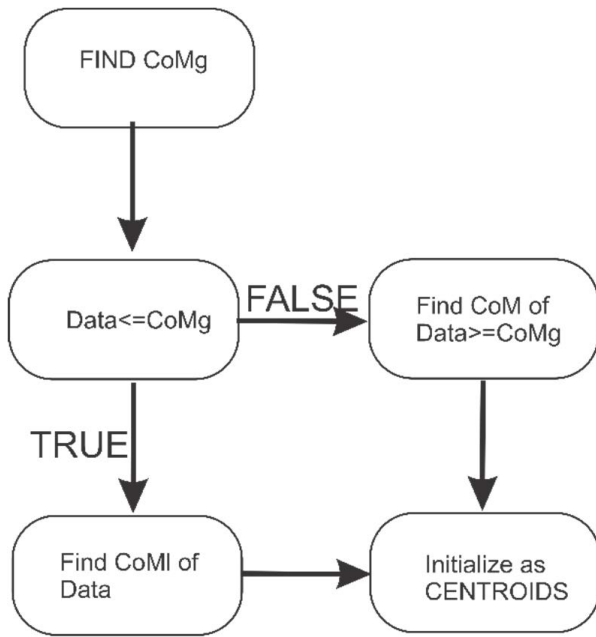 FIND CoMg
Data<=CoMg
FALSE
Find CoM of
Data>=CoMg
TRUE
Find CoMl of
Data
Initialize as
CENTROIDS